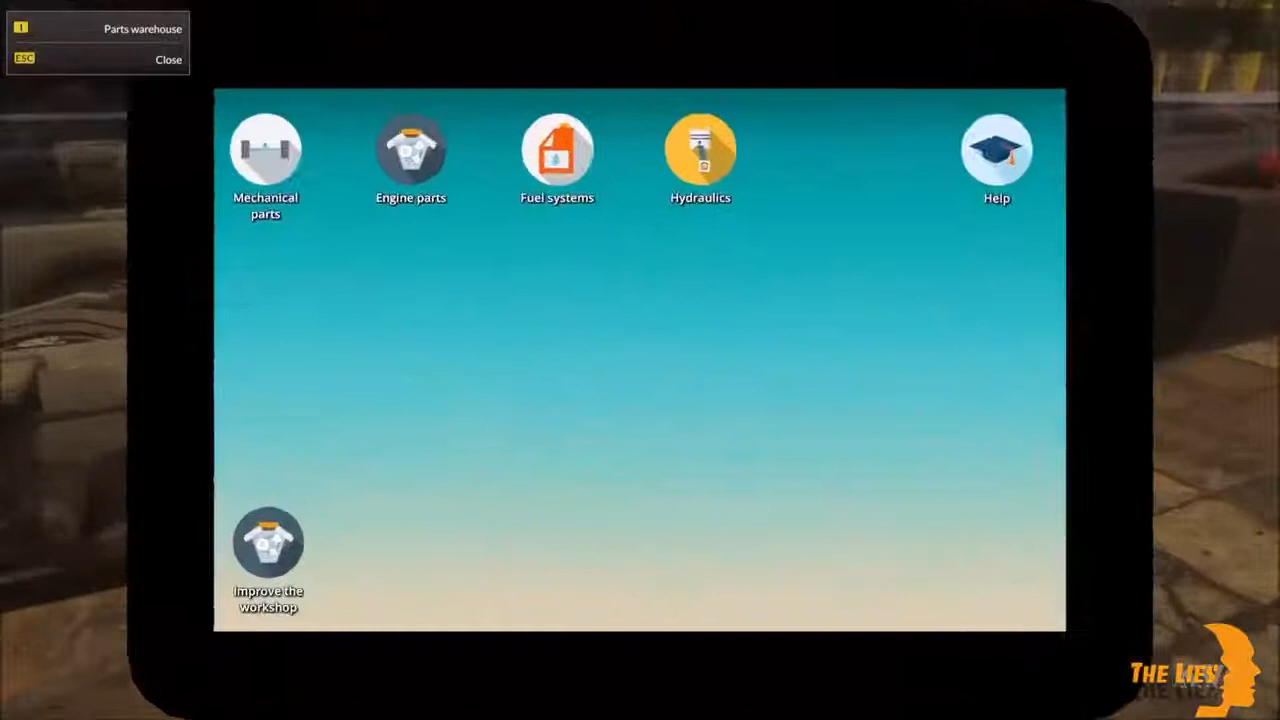 I Parts warehouse
ESC Close
Mechanical
parts
Engine parts
Fuel systems
Hydraulics
Help
Improve the
workshop
THE LIES